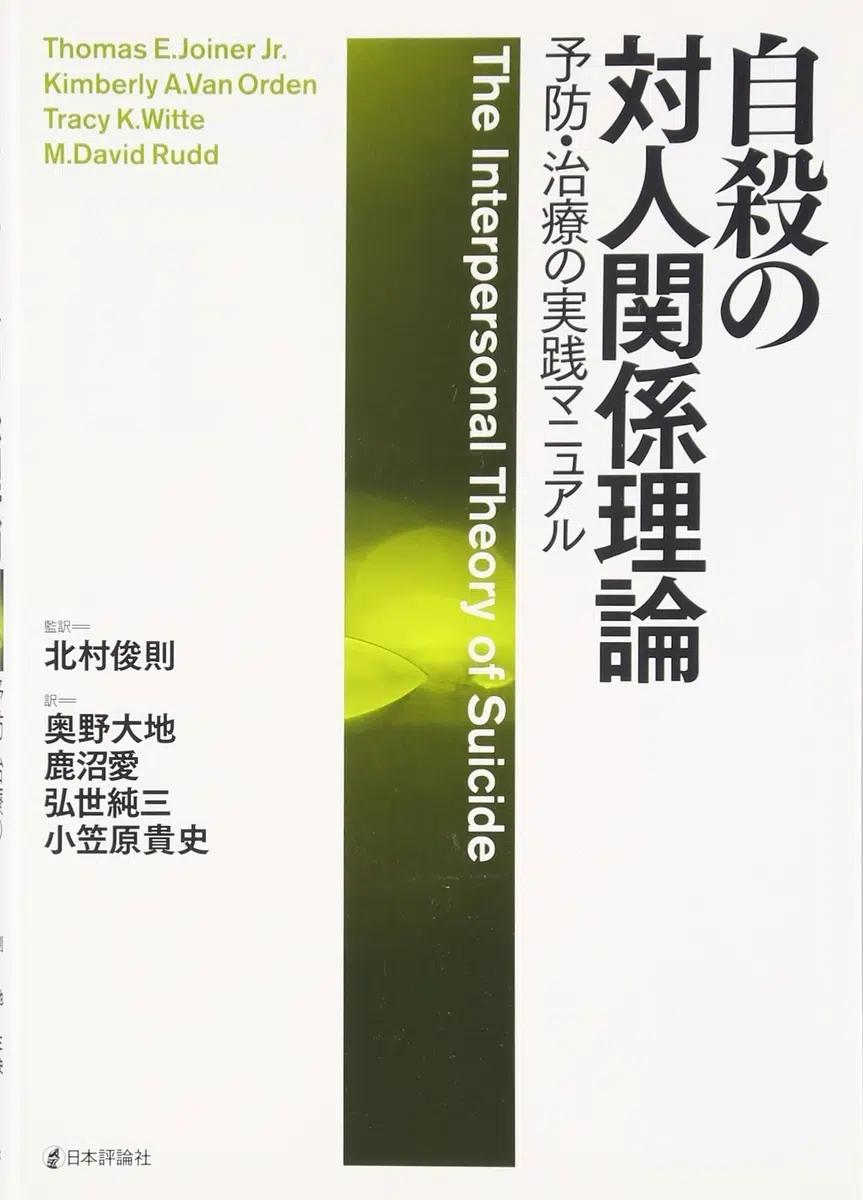 自殺の
対人関係理論
予防・治療の実践マニュアル
The Interpersonal Theory of Suicide
Thomas E.Joiner Jr.
Kimberly A.Van Orden
Tracy K.Witte
M.David Rudd
監訳=
北村俊則
訳=
奥野大地
鹿沼愛
弘世純三
小笠原貴史
日本評論社